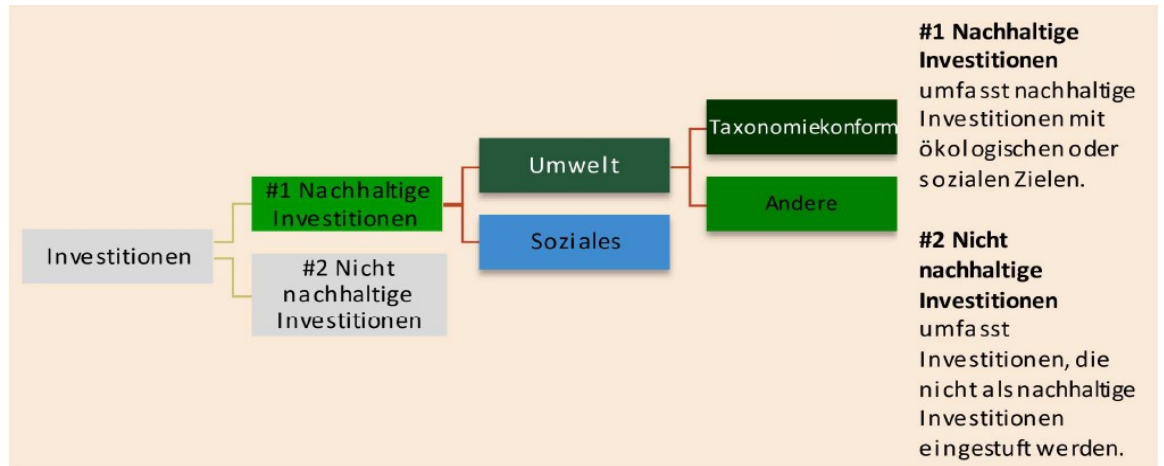 Investitionen
#1 Nachhaltige
Investitionen
#2 Nicht
nachhaltige
Investitionen
Umwelt
Soziales
Taxonomiekonform
Andere
#1 Nachhaltige
Investitionen
umfasst nachhaltige
Investitionen mit
ökologischen oder
sozialen Zielen.
#2 Nicht
nachhaltige
Investitionen
umfasst
Investitionen, die
nicht als nachhaltige
Investitionen
eingestuft werden.